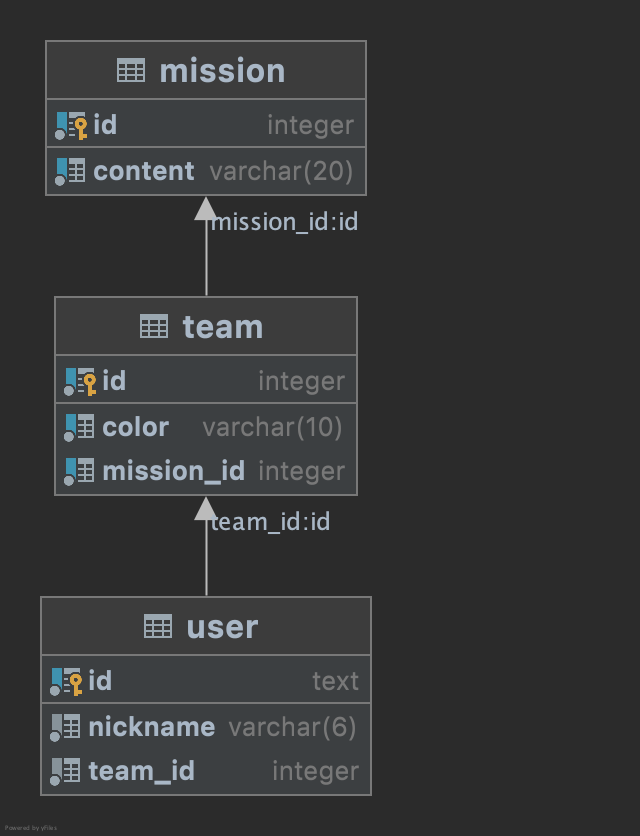 mission
id integer
content varchar(20)
mission_id:id
team
id integer
color varchar(10)
mission_id integer
team_id:id
user
id text
nickname varchar(6)
team_id integer
Powered by yFiles